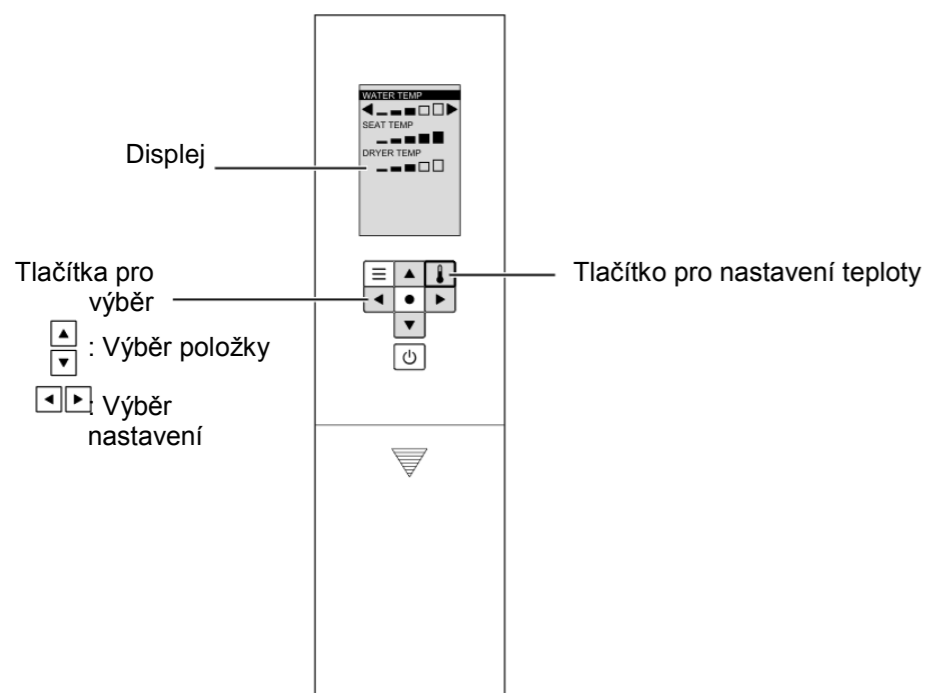 WATER TEMP
SEAT TEMP
DRYER TEMP
Displej
Tlačítka pro
výběr
: Výběr položky
: Výběr
nastavení
Tlačítko pro nastavení teploty